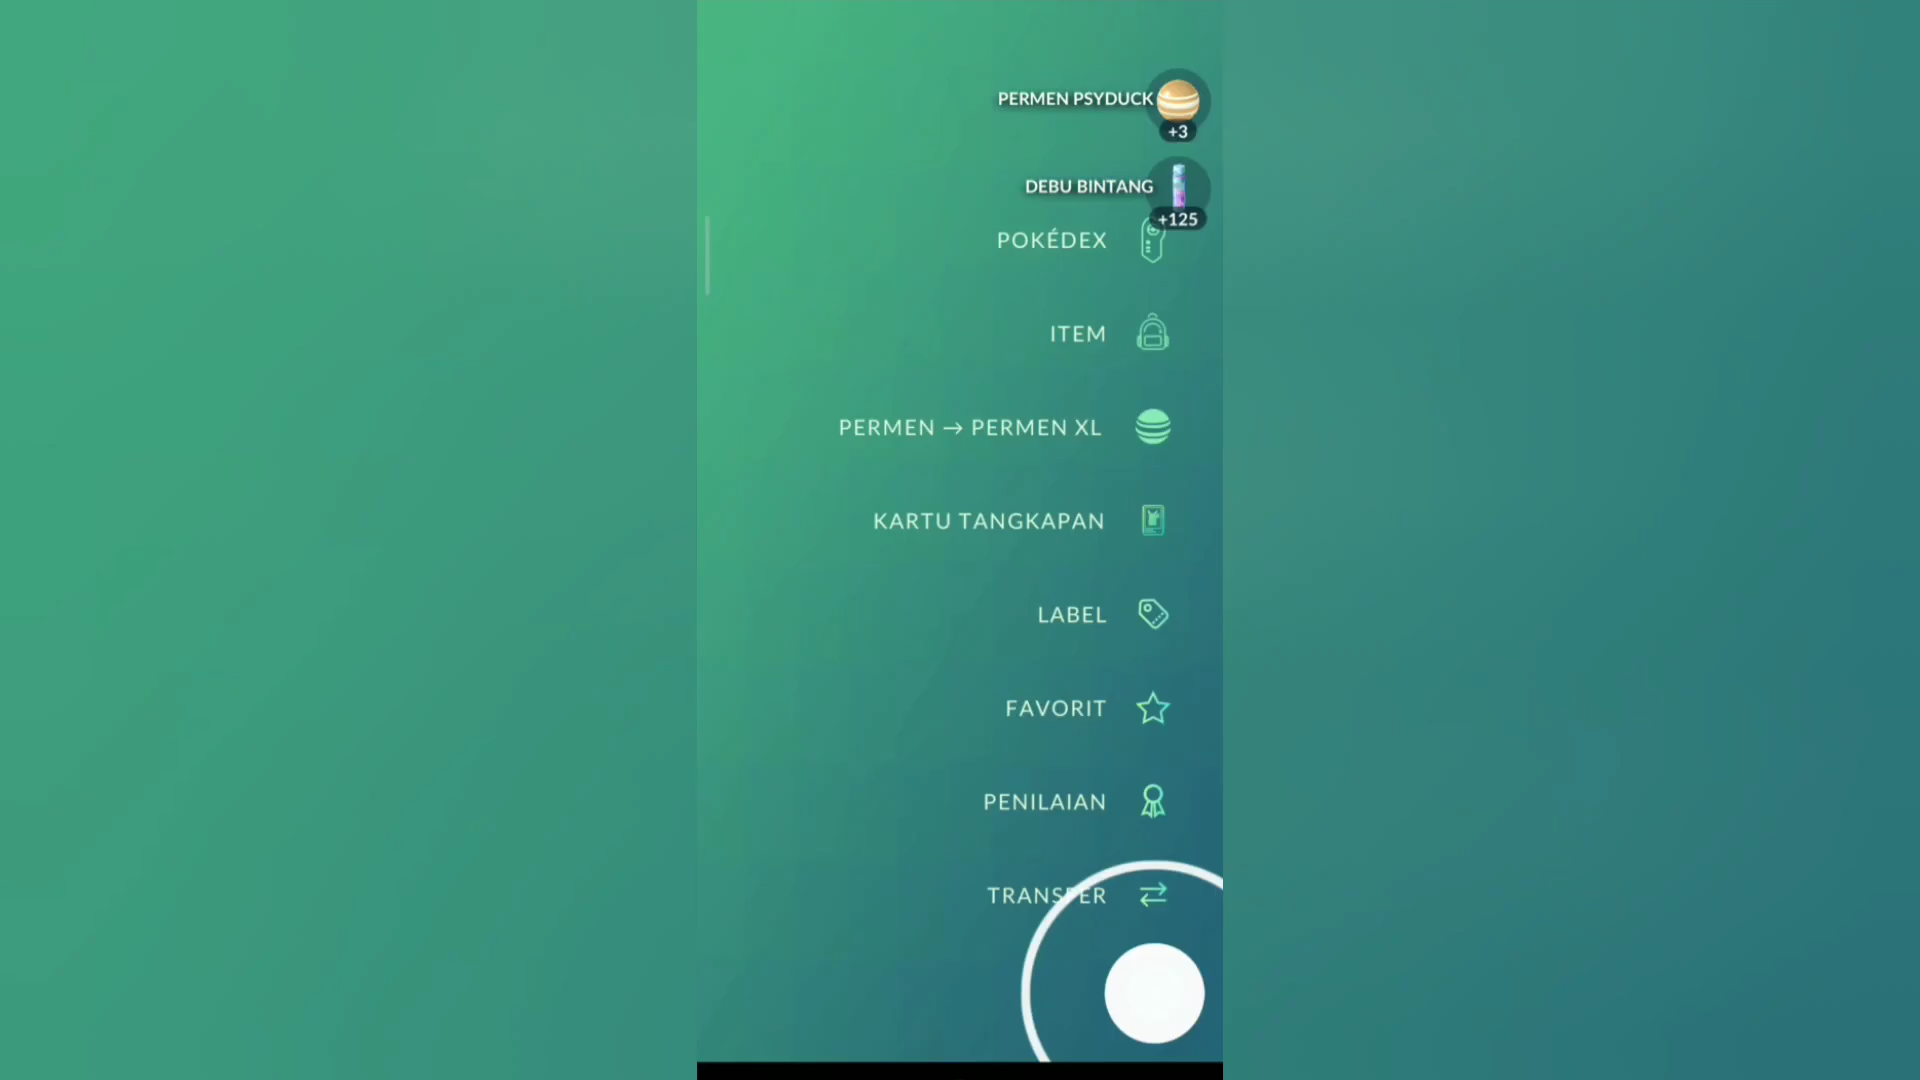 PERMEN PSYDUCK
+3
DEBU BINTANG
+125
POKÉDEX
ITEM
PERMEN → PERMEN XL
KARTU TANGKAPAN
LABEL
FAVORIT
PENILAIAN
TRANSFER